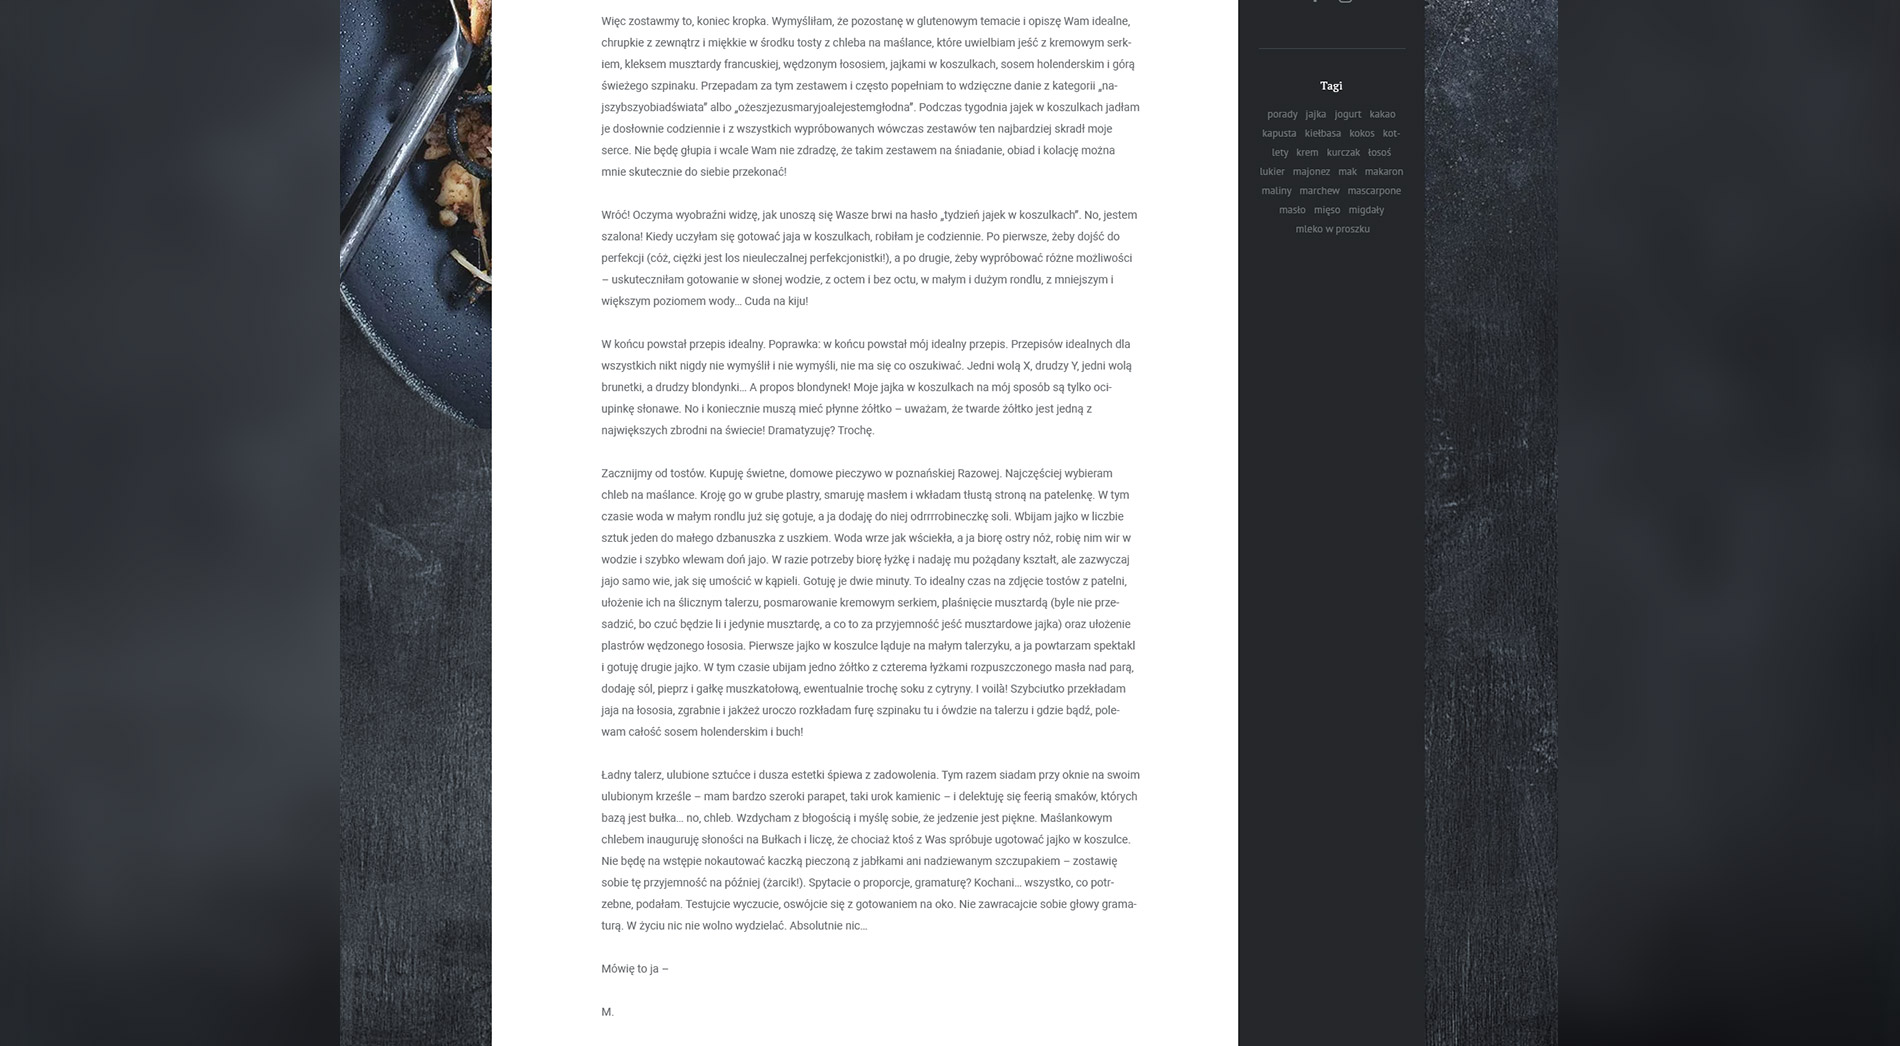 Więc zostawmy to, koniec kropka. Wymyśliłam, że pozostanę w glutenowym temacie i opiszę Wam idealne,
chrupkie z zewnątrz i miękkie w środku tosty z chleba na maślance, które uwielbiam jeść z kremowym serk-
iem, kleksem musztardy francuskiej, wędzonym łososiem, jajkami w koszulkach, sosem holenderskim i górą
świeżego szpinaku. Przepadam za tym zestawem i często popełniam to wdzięczne danie z kategorii „na-
jszybszyobiadświata” albo „ożeszjezusmaryjoalejestemgłodna”. Podczas tygodnia jajek w koszulkach jadłam
je dosłownie codziennie i z wszystkich wypróbowanych wówczas zestawów ten najbardziej skradł moje
serce. Nie będę głupia i wcale Wam nie zdradzę, że takim zestawem na śniadanie, obiad i kolację można
mnie skutecznie do siebie przekonać!
Wróć! Oczyma wyobraźni widzę, jak unoszą się Wasze brwi na hasło „tydzień jajek w koszulkach”. No, jestem
szalona! Kiedy uczyłam się gotować jaja w koszulkach, robiłam je codziennie. Po pierwsze, żeby dojść do
perfekcji (cóż, ciężki jest los nieuleczalnej perfekcjonistki!), a po drugie, żeby wypróbować różne możliwości
– uskuteczniłam gotowanie w słonej wodzie, z octem i bez octu, w małym i dużym rondlu, z mniejszym i
większym poziomem wody… Cuda na kiju!
W końcu powstał przepis idealny. Poprawka: w końcu powstał mój idealny przepis. Przepisów idealnych dla
wszystkich nikt nigdy nie wymyślił i nie wymyśli, nie ma się co oszukiwać. Jedni wolą X, drudzy Y, jedni wolą
brunetki, a drudzy blondynki… A propos blondynek! Moje jajka w koszulkach na mój sposób są tylko oci-
upinkę słonawe. No i koniecznie muszą mieć płynne żółtko – uważam, że twarde żółtko jest jedną z
największych zbrodni na świecie! Dramatyzuję? Trochę.
Zacznijmy od tostów. Kupuję świetne, domowe pieczywo w poznańskiej Razowej. Najczęściej wybieram
chleb na maślance. Kroję go w grube plastry, smaruję masłem i wkładam tłustą stroną na patelenkę. W tym
czasie woda w małym rondlu już się gotuje, a ja dodaję do niej odrrrrobineczkę soli. Wbijam jajko w liczbie
sztuk jeden do małego dzbanuszka z uszkiem. Woda wrze jak wściekła, a ja biorę ostry nóż, robię nim wir w
wodzie i szybko wlewam doń jajo. W razie potrzeby biorę łyżkę i nadaję mu pożądany kształt, ale zazwyczaj
jajo samo wie, jak się umościć w kąpieli. Gotuję je dwie minuty. To idealny czas na zdjęcie tostów z patelni,
ułożenie ich na ślicznym talerzu, posmarowanie kremowym serkiem, plaśnięcie musztardą (byle nie prze-
sadzić, bo czuć będzie li i jedynie musztardę, a co to za przyjemność jeść musztardowe jajka) oraz ułożenie
plastrów wędzonego łososia. Pierwsze jajko w koszulce ląduje na małym talerzyku, a ja powtarzam spektakl
i gotuję drugie jajko. W tym czasie ubijam jedno żółtko z czterema łyżkami rozpuszczonego masła nad parą,
dodaję sól, pieprz i gałkę muszkatołową, ewentualnie trochę soku z cytryny. I voilà! Szybciutko przekładam
jaja na łososia, zgrabnie i jakżeż uroczo rozkładam furę szpinaku tu i ówdzie na talerzu i gdzie bądź, pole-
wam całość sosem holenderskim i buch!
Ładny talerz, ulubione sztućce i dusza estetki śpiewa z zadowolenia. Tym razem siadam przy oknie na swoim
ulubionym krześle – mam bardzo szeroki parapet, taki urok kamienic – i delektuję się feerią smaków, których
bazą jest bułka… no, chleb. Wzdycham z błogością i myślę sobie, że jedzenie jest piękne. Maślankowym
chlebem inauguruję słoności na Bułkach i liczę, że chociaż ktoś z Was spróbuje ugotować jajko w koszulce.
Nie będę na wstępie nokautować kaczką pieczoną z jabłkami ani nadziewanym szczupakiem – zostawię
sobie tę przyjemność na później (żarcik!). Spytacie o proporcje, gramaturę? Kochani… wszystko, co potr-
zebne, podałam. Testujcie wyczucie, oswójcie się z gotowaniem na oko. Nie zawracajcie sobie głowy grama-
turą. W życiu nic nie wolno wydzielać. Absolutnie nic…
Mówię to ja –
M.
Tagi
porady jajka jogurt kakao
kapusta kiełbasa kokos kot-
lety krem kurczak łosoś
lukier majonez mak makaron
maliny marchew mascarpone
masło mięso migdały
mleko w proszku